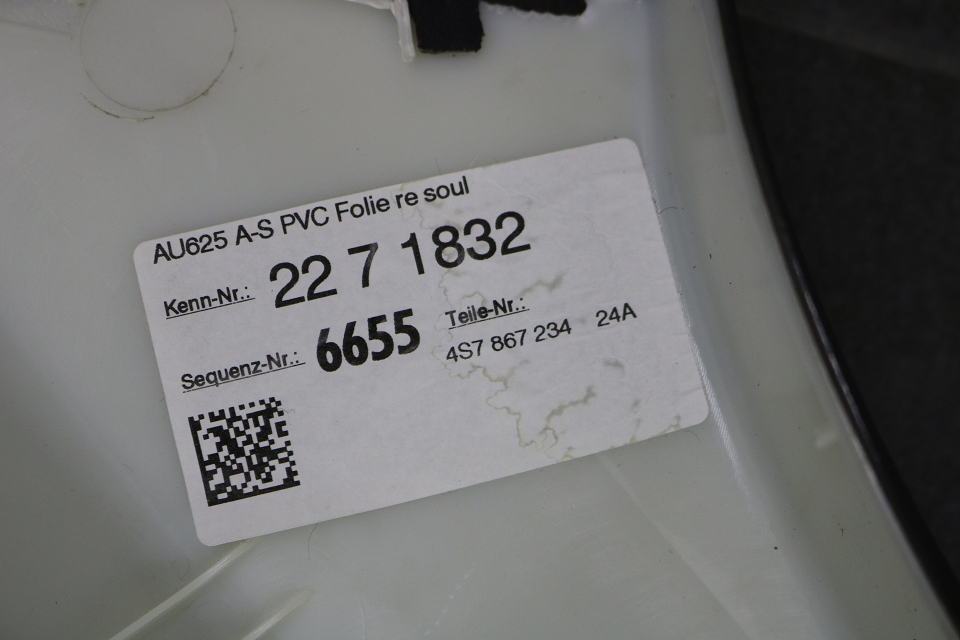 AU625 A-S PVC Folie re soul
Kenn-Nr.: 22 7 1832
Sequenz-Nr.: 6655 Teile-Nr.:
4S7 867 234 24A